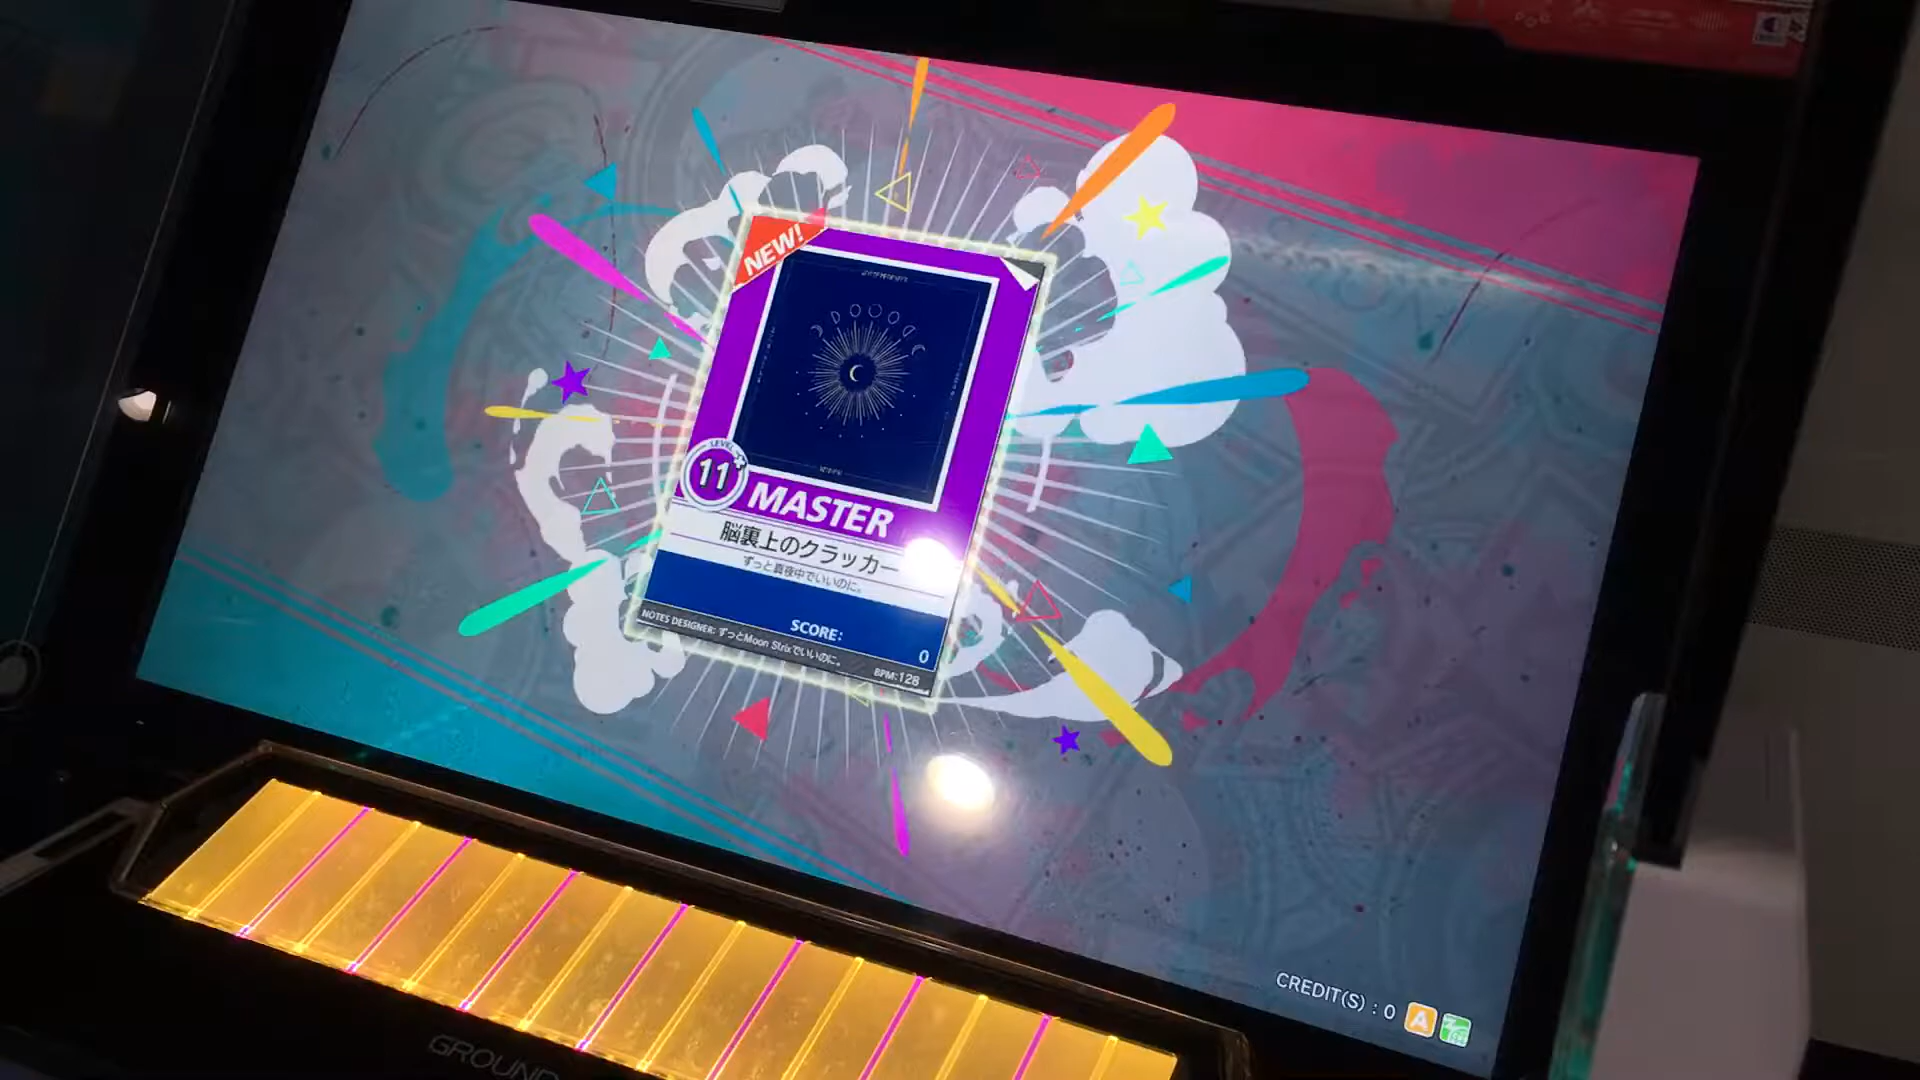 NEW!
LEVEL
11+
MASTER
脳裏上のクラッカー
ずっと真夜中でいいのに。
SCORE:
0
NOTES DESIGNER: ずっとMoon Strixでいいのに。
BPM:128
CREDIT(S) : 0
A
GROUND